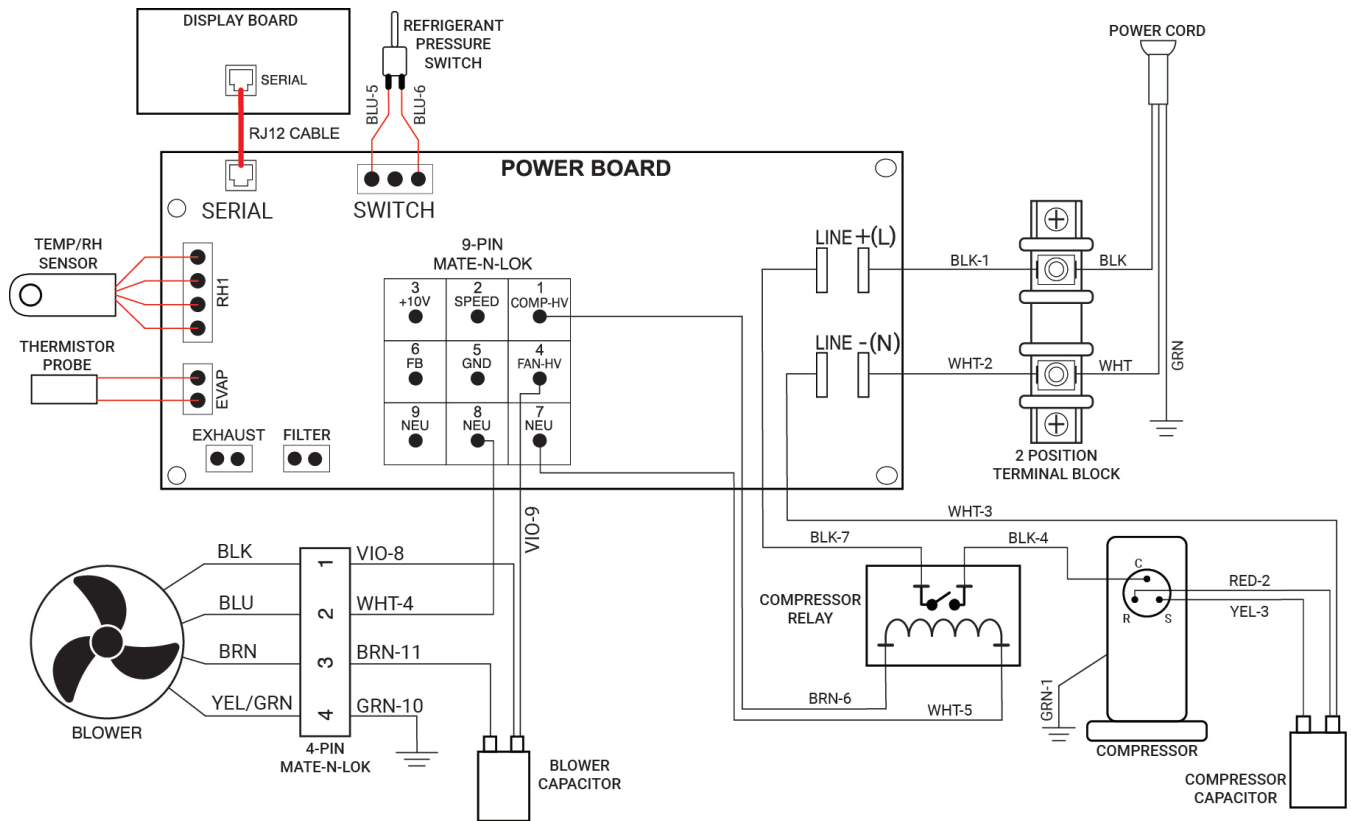 DISPLAY BOARD
SERIAL
RJ12 CABLE
REFRIGERANT
PRESSURE
SWITCH
BLU-5
BLU-6
POWER CORD
POWER BOARD
SERIAL
SWITCH
TEMP/RH
SENSOR
RH1
THERMISTOR
PROBE
EVAP
EXHAUST
FILTER
9-PIN
MATE-N-LOK
3
+10V
2
SPEED
1
COMP-HV
6
FB
5
GND
4
FAN-HV
9
NEU
8
NEU
7
NEU
LINE +(L)
LINE -(N)
BLK-1
BLK
WHT-2
WHT
GRN
2 POSITION
TERMINAL BLOCK
WHT-3
BLK-7
BLK-4
COMPRESSOR
RELAY
BRN-6
WHT-5
C
R
S
RED-2
YEL-3
GRN-1
COMPRESSOR
COMPRESSOR
CAPACITOR
VIO-9
BLK
1
VIO-8
BLU
2
WHT-4
BRN
3
BRN-11
YEL/GRN
4
GRN-10
BLOWER
4-PIN
MATE-N-LOK
BLOWER
CAPACITOR